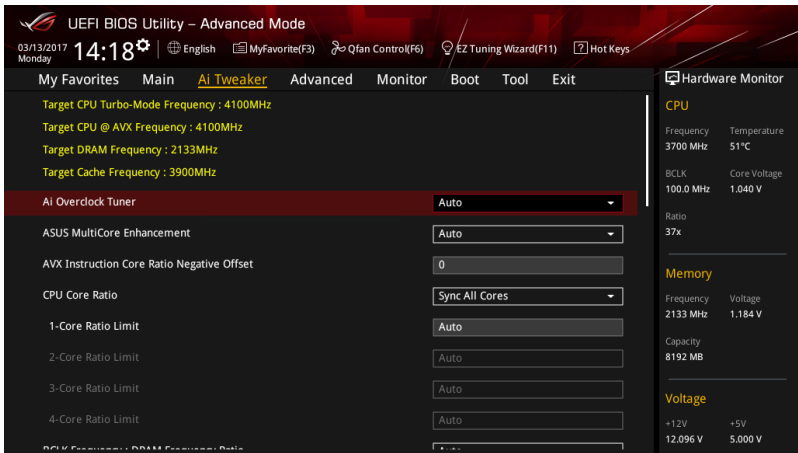 UEFI BIOS Utility – Advanced Mode
03/13/2017 Monday 14:18 English MyFavorite(F3) Qfan Control(F6) EZ Tuning Wizard(F11) ? Hot Keys
My Favorites Main Ai Tweaker Advanced Monitor Boot Tool Exit
Target CPU Turbo-Mode Frequency : 4100MHz
Target CPU @ AVX Frequency : 4100MHz
Target DRAM Frequency : 2133MHz
Target Cache Frequency : 3900MHz
Ai Overclock Tuner Auto
ASUS MultiCore Enhancement Auto
AVX Instruction Core Ratio Negative Offset 0
CPU Core Ratio Sync All Cores
1-Core Ratio Limit Auto
2-Core Ratio Limit Auto
3-Core Ratio Limit Auto
4-Core Ratio Limit Auto
BCLK Frequency : DRAM Frequency Ratio Auto
Hardware Monitor
CPU
Frequency Temperature
3700 MHz 51°C
BCLK Core Voltage
100.0 MHz 1.040 V
Ratio
37x
Memory
Frequency Voltage
2133 MHz 1.184 V
Capacity
8192 MB
Voltage
+12V +5V
12.096 V 5.000 V